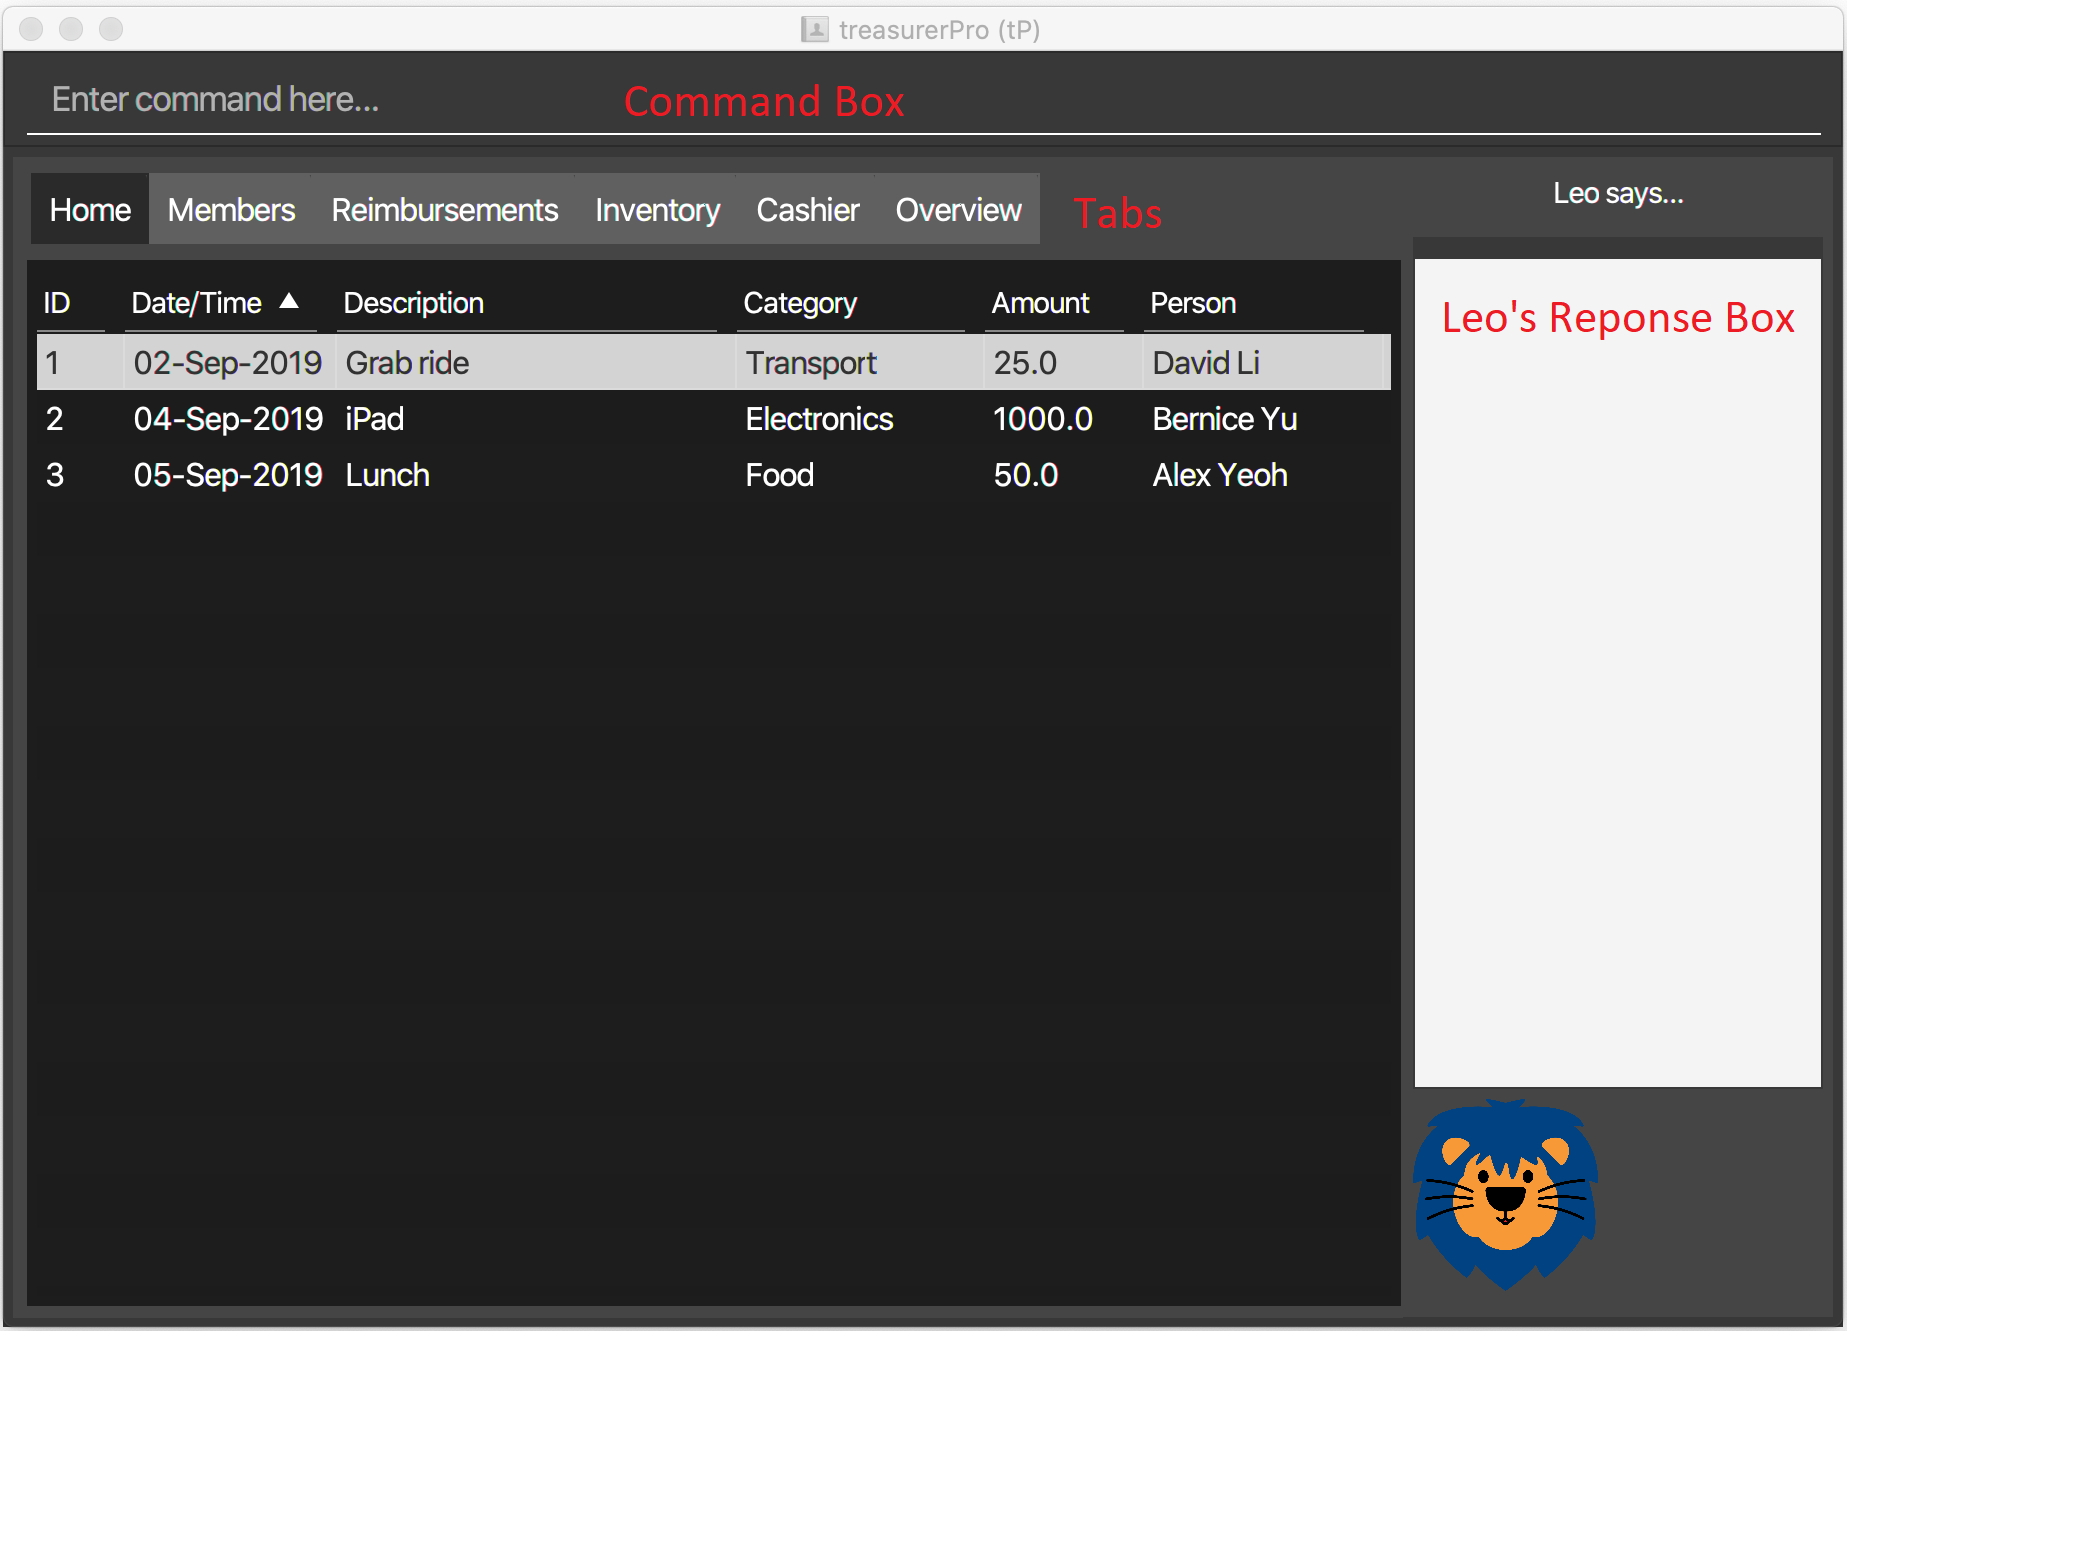 treasurerPro (tP)
Enter command here...
Command Box
Home Members Reimbursements Inventory Cashier Overview
Tabs
Leo says...
ID Date/Time Description Category Amount Person
1 02-Sep-2019 Grab ride Transport 25.0 David Li
2 04-Sep-2019 iPad Electronics 1000.0 Bernice Yu
3 05-Sep-2019 Lunch Food 50.0 Alex Yeoh
Leo's Reponse Box